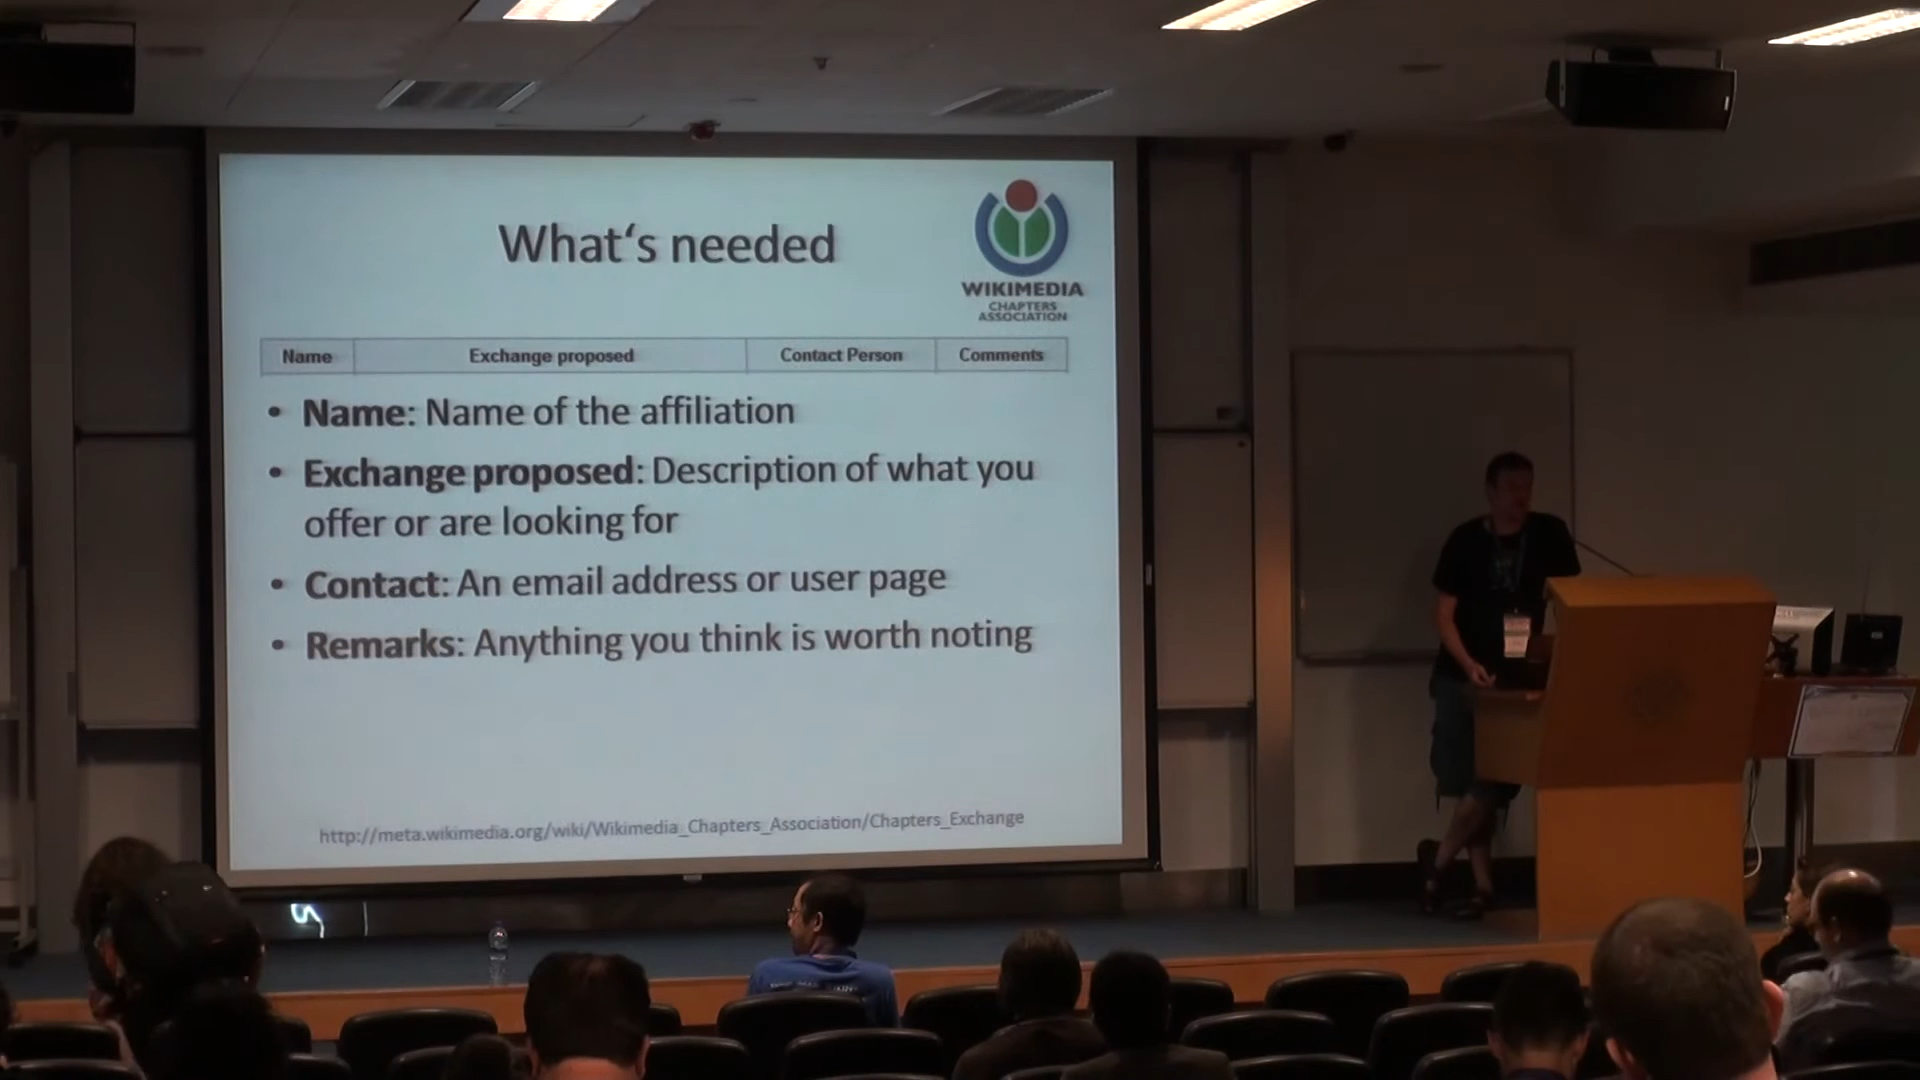 What‘s needed
WIKIMEDIA
CHAPTERS
ASSOCIATION
Name Exchange proposed Contact Person Comments
• Name: Name of the affiliation
• Exchange proposed: Description of what you
offer or are looking for
• Contact: An email address or user page
• Remarks: Anything you think is worth noting
http://meta.wikimedia.org/wiki/Wikimedia_Chapters_Association/Chapters_Exchange